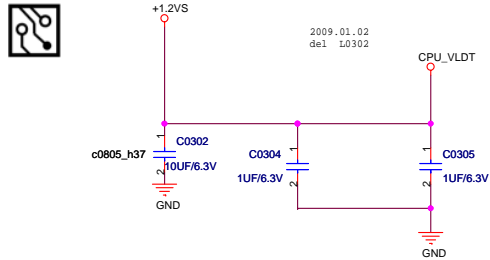 +1.2VS
2009.01.02
del L0302
CPU_VLDT
1
C0302
c0805_h37
10UF/6.3V
2
GND
1
C0304
1UF/6.3V
2
1
C0305
1UF/6.3V
2
GND